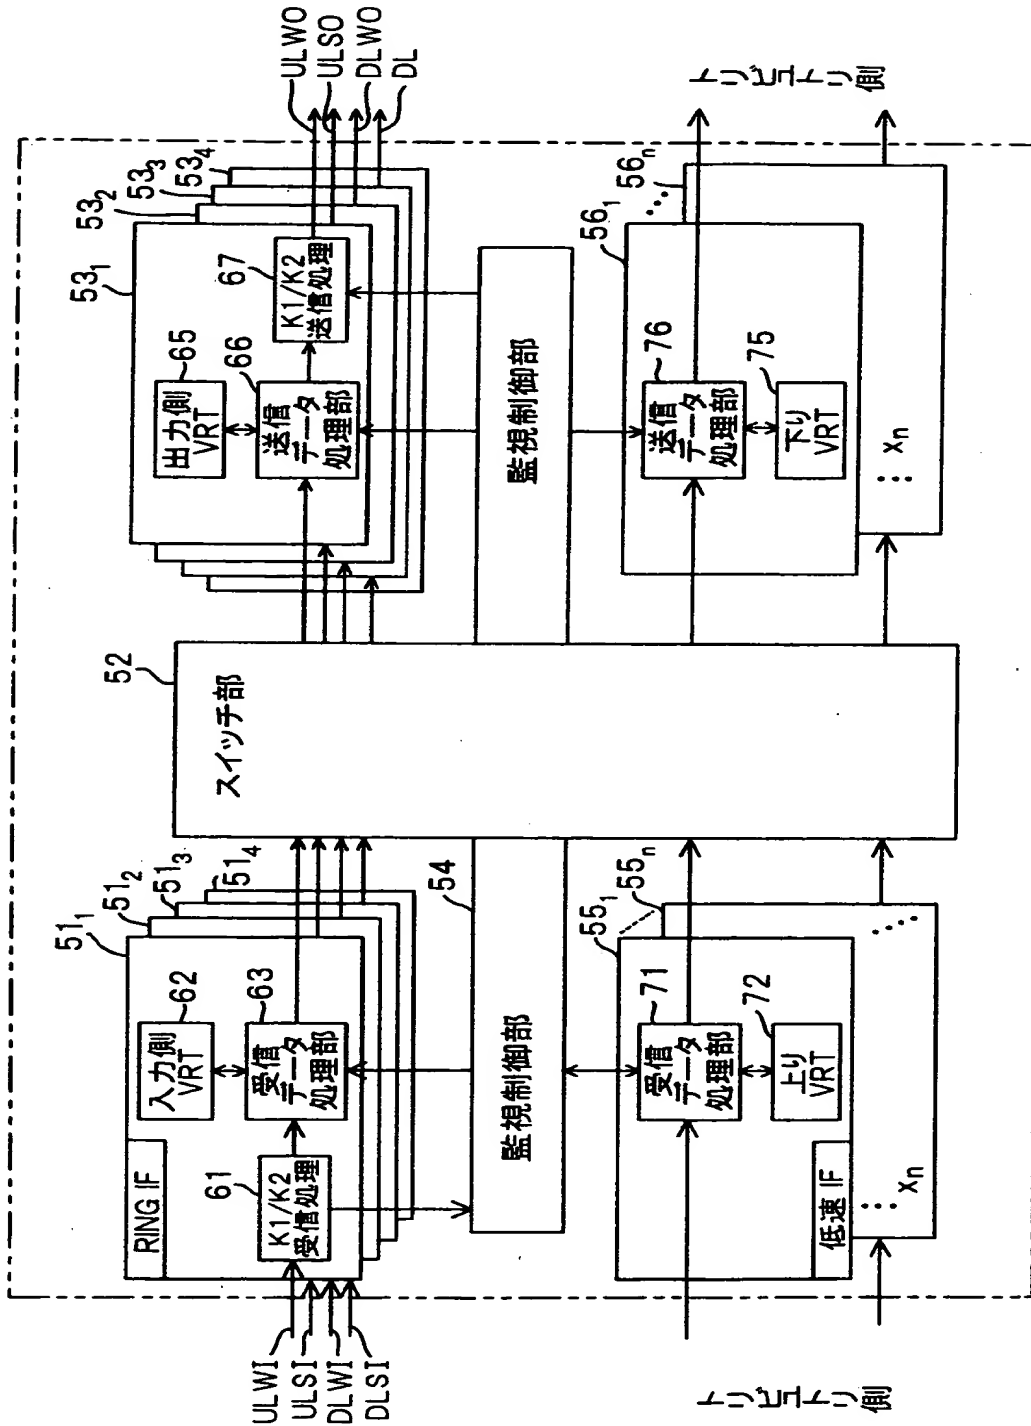 ULWI
ULSI
DLWI
DLSI
51₁
51₂
51₃
51₄
RING IF
61
K1/K2
受信処理
62
入力側
VRT
63
受信
データ
処理部
52
スイッチ部
53₁
53₂
53₃
53₄
65
出力側
VRT
66
送信
データ
処理部
67
K1/K2
送信処理
ULWO
ULSO
DLWO
DL
54
監視制御部
監視制御部
トリビュトリ側
55₁
55n
71
受信
データ
処理部
72
上り
VRT
低速 IF
xn
56₁
56n
76
送信
データ
処理部
75
下り
VRT
xn
トリビュトリ側